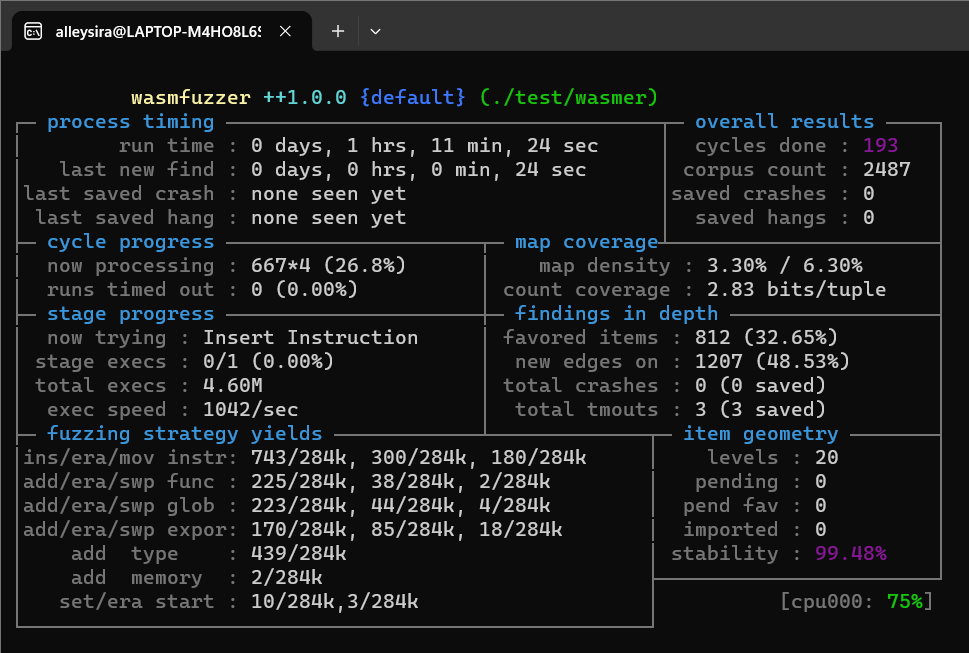 alleysira@LAPTOP-M4HO8L6S
wasmfuzzer ++1.0.0 {default} (./test/wasmer)
process timing
overall results
run time : 0 days, 1 hrs, 11 min, 24 sec
cycles done : 193
last new find : 0 days, 0 hrs, 0 min, 24 sec
corpus count : 2487
last saved crash : none seen yet
saved crashes : 0
last saved hang : none seen yet
saved hangs : 0
cycle progress
map coverage
now processing : 667*4 (26.8%)
map density : 3.30% / 6.30%
runs timed out : 0 (0.00%)
count coverage : 2.83 bits/tuple
stage progress
findings in depth
now trying : Insert Instruction
favored items : 812 (32.65%)
stage execs : 0/1 (0.00%)
new edges on : 1207 (48.53%)
total execs : 4.60M
total crashes : 0 (0 saved)
exec speed : 1042/sec
total tmouts : 3 (3 saved)
fuzzing strategy yields
item geometry
ins/era/mov instr: 743/284k, 300/284k, 180/284k
levels : 20
add/era/swp func : 225/284k, 38/284k, 2/284k
pending : 0
add/era/swp glob : 223/284k, 44/284k, 4/284k
pend fav : 0
add/era/swp expor: 170/284k, 85/284k, 18/284k
imported : 0
add type : 439/284k
stability : 99.48%
add memory : 2/284k
set/era start : 10/284k,3/284k
[cpu000: 75%]